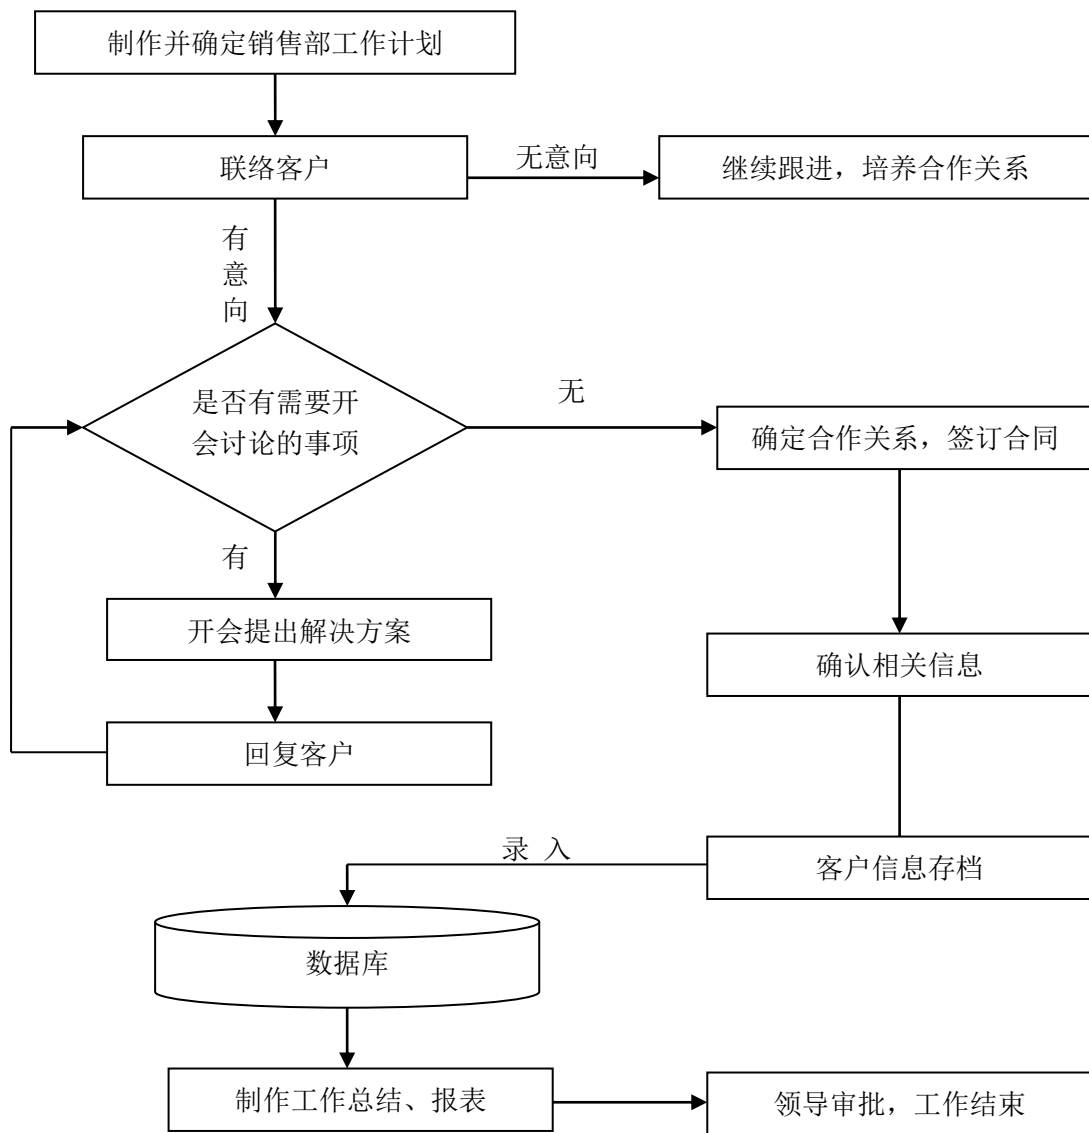 制作并确定销售部工作计划
联络客户
无意向
继续跟进，培养合作关系
有
意
向
是否有需要开
会讨论的事项
无
确定合作关系，签订合同
有
开会提出解决方案
确认相关信息
回复客户
录 入
客户信息存档
数据库
制作工作总结、报表
领导审批，工作结束